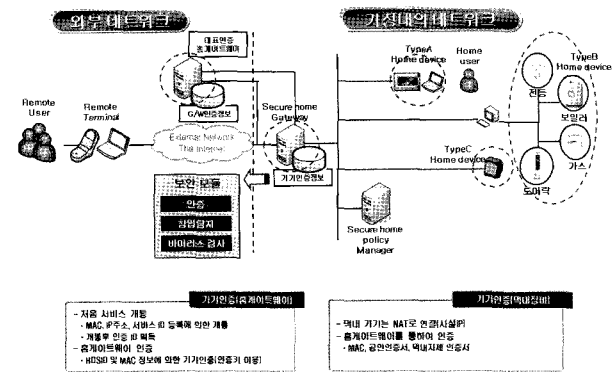 외부 네트워크
가정내의 네트워크
대표인증
홈게이트웨이
G/W인증정보
Remote
User
Remote
Terminal
External Network
The Internet
Secure home
Gateway
기기인증정보
보안 모듈
인증
침입탐지
바이러스 검사
TypeA
Home device
Home
user
TypeB
Home device
전등
보일러
가스
도어락
TypeC
Home device
Secure home
policy
Manager
기기인증(홈게이트웨이)
- 처음 서비스 개통
· MAC, IP주소, 서비스 ID 등록에 의한 개통
· 개통후 인증 ID 획득
- 홈게이트웨이 인증
· HDSID 및 MAC 정보에 의한 기기인증(인증키 이용)
기기인증(댁내장비)
- 댁내 기기는 NAT로 연결(사설IP)
- 홈게이트웨이를 통하여 인증
· MAC, 공인인증서, 댁내자체 인증서